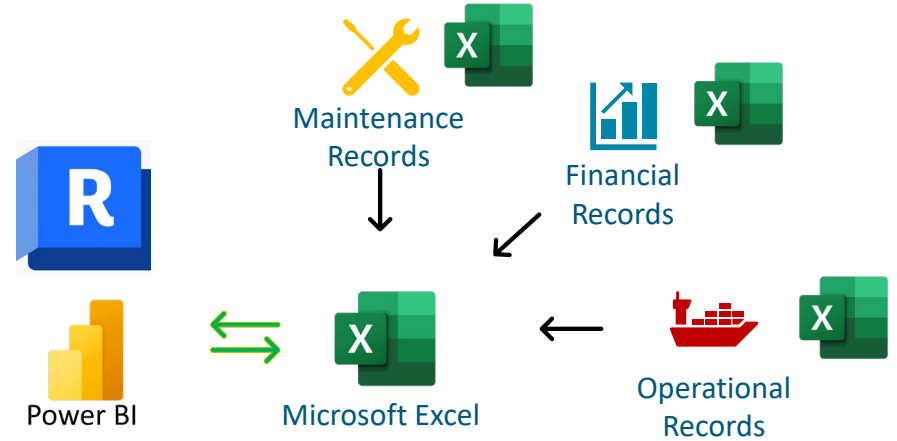 X
Maintenance
Records
X
Financial
Records
R
X
Operational
Records
X
Microsoft Excel
Power BI